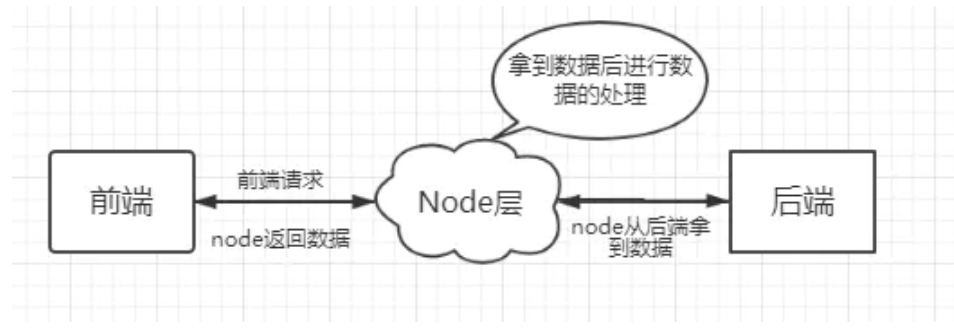 拿到数据后进行数
据的处理
前端
前端请求
node返回数据
Node层
node从后端拿
到数据
后端